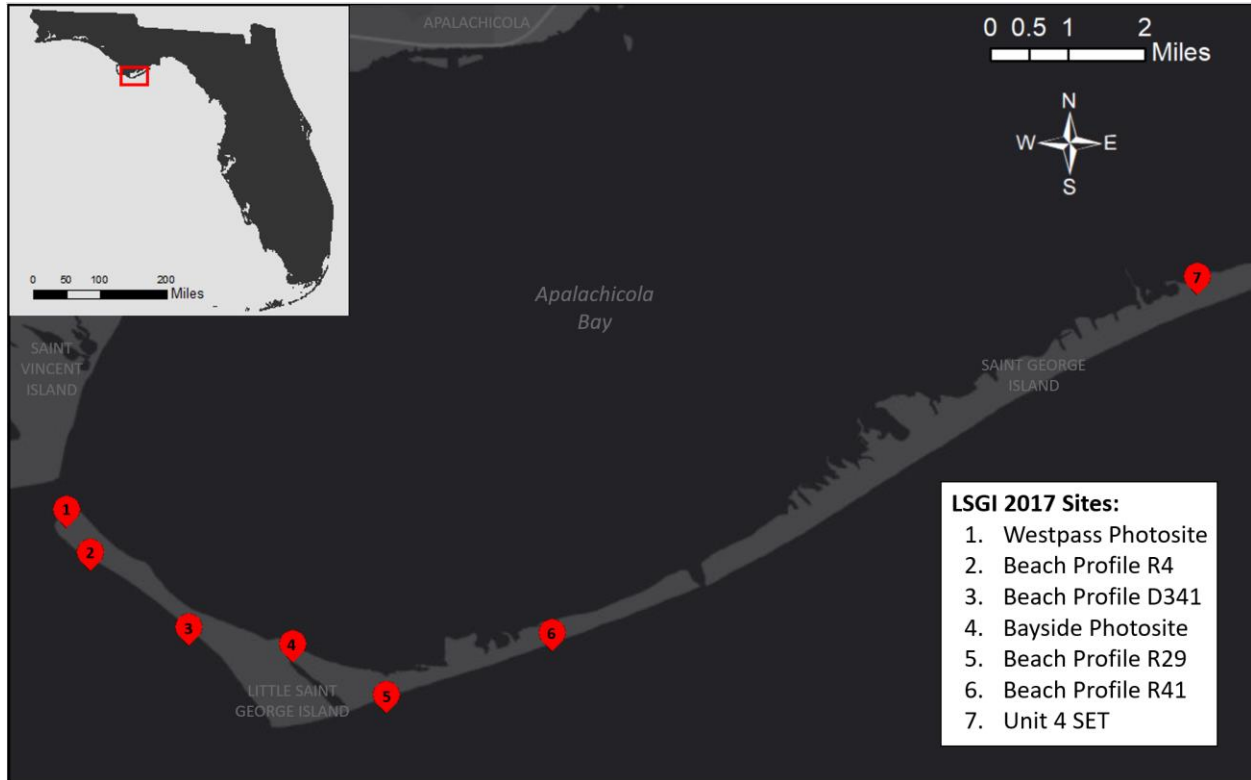 APALACHICOLA
0 0.5 1 2
Miles
N
W E
S
0 50 100 200
Miles
Apalachicola
Bay
SAINT
VINCENT
ISLAND
SAINT GEORGE
ISLAND
LITTLE SAINT
GEORGE ISLAND
1
2
3
4
5
6
7
LSGI 2017 Sites:
1. Westpass Photosite
2. Beach Profile R4
3. Beach Profile D341
4. Bayside Photosite
5. Beach Profile R29
6. Beach Profile R41
7. Unit 4 SET